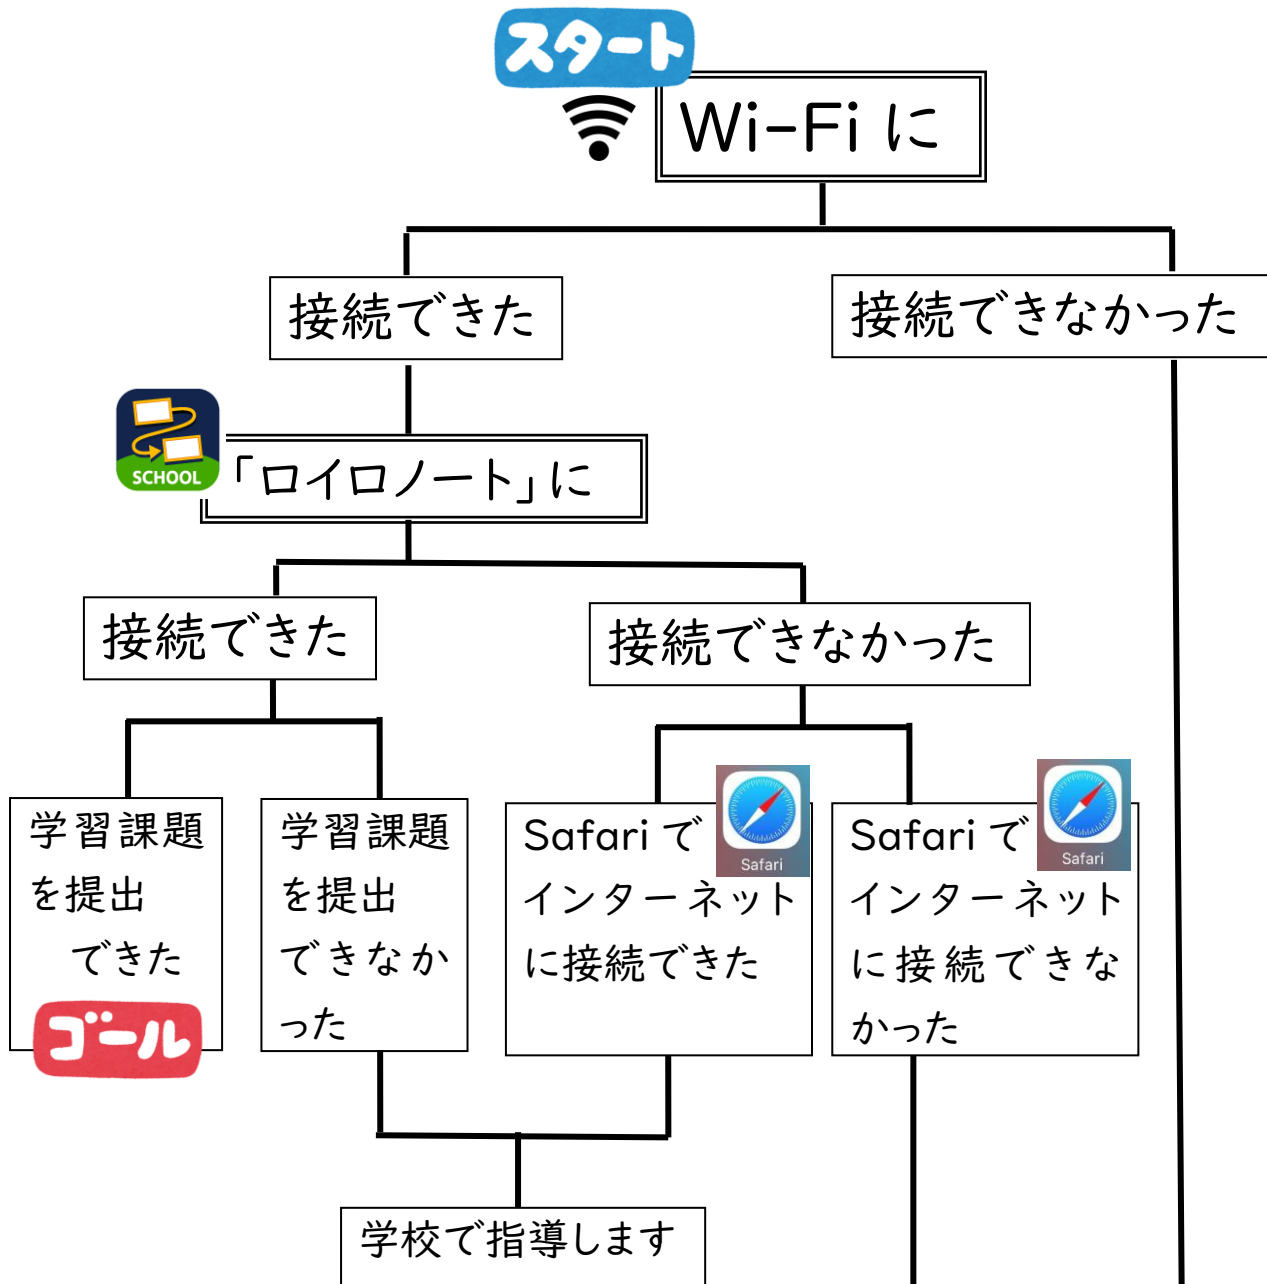 スタート
Wi-Fi に
接続できた
接続できなかった
SCHOOL
「ロイロノート」に
接続できた
接続できなかった
学習課題
を提出
できた
ゴール
学習課題
を提出
できなか
った
Safari で
Safari
インターネット
に接続できた
Safari で
Safari
インターネット
に接続できな
かった
学校で指導します